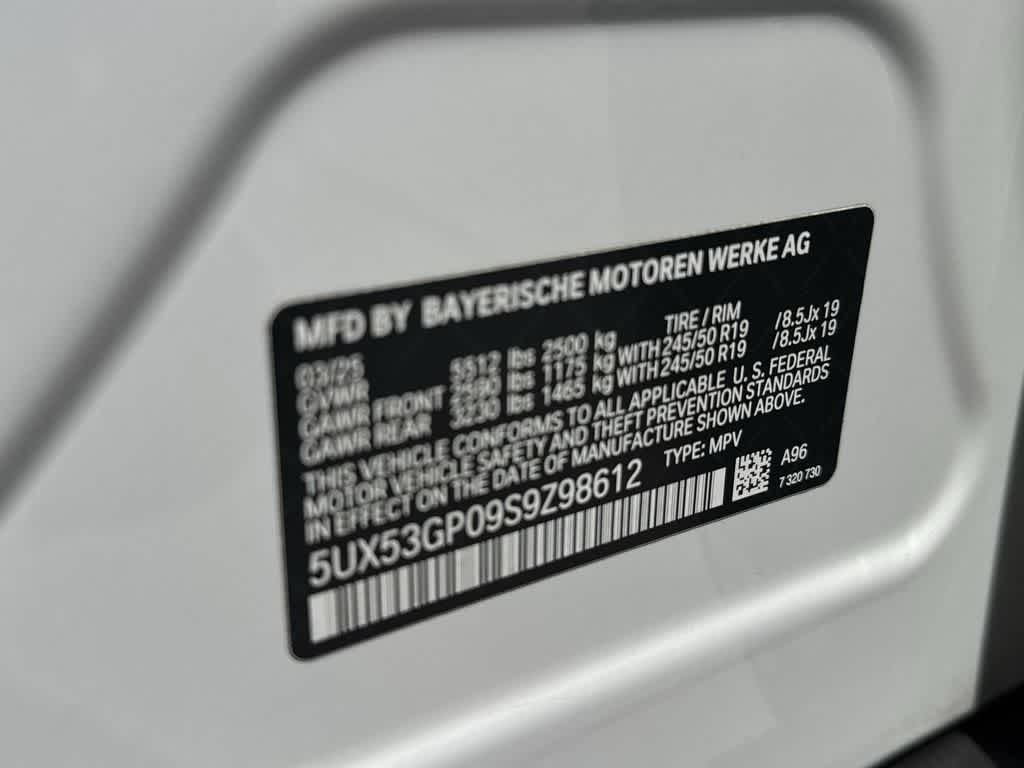 MFD BY BAYERISCHE MOTOREN WERKE AG
03/25 TIRE / RIM
GVWR 5512 lbs 2500 kg
GAWR FRONT 2590 lbs 1175 kg WITH 245/50 R19 /8.5Jx 19
GAWR REAR 3230 lbs 1465 kg WITH 245/50 R19 /8.5Jx 19
THIS VEHICLE CONFORMS TO ALL APPLICABLE U. S. FEDERAL
MOTOR VEHICLE SAFETY AND THEFT PREVENTION STANDARDS
IN EFFECT ON THE DATE OF MANUFACTURE SHOWN ABOVE.
5UX53GP09S9Z98612 TYPE: MPV
A96
7 320 730